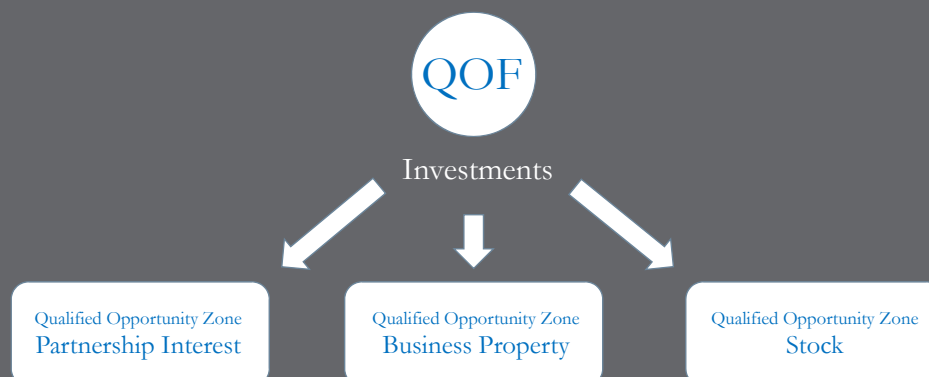 QOF
Investments
Qualified Opportunity Zone
Partnership Interest
Qualified Opportunity Zone
Business Property
Qualified Opportunity Zone
Stock